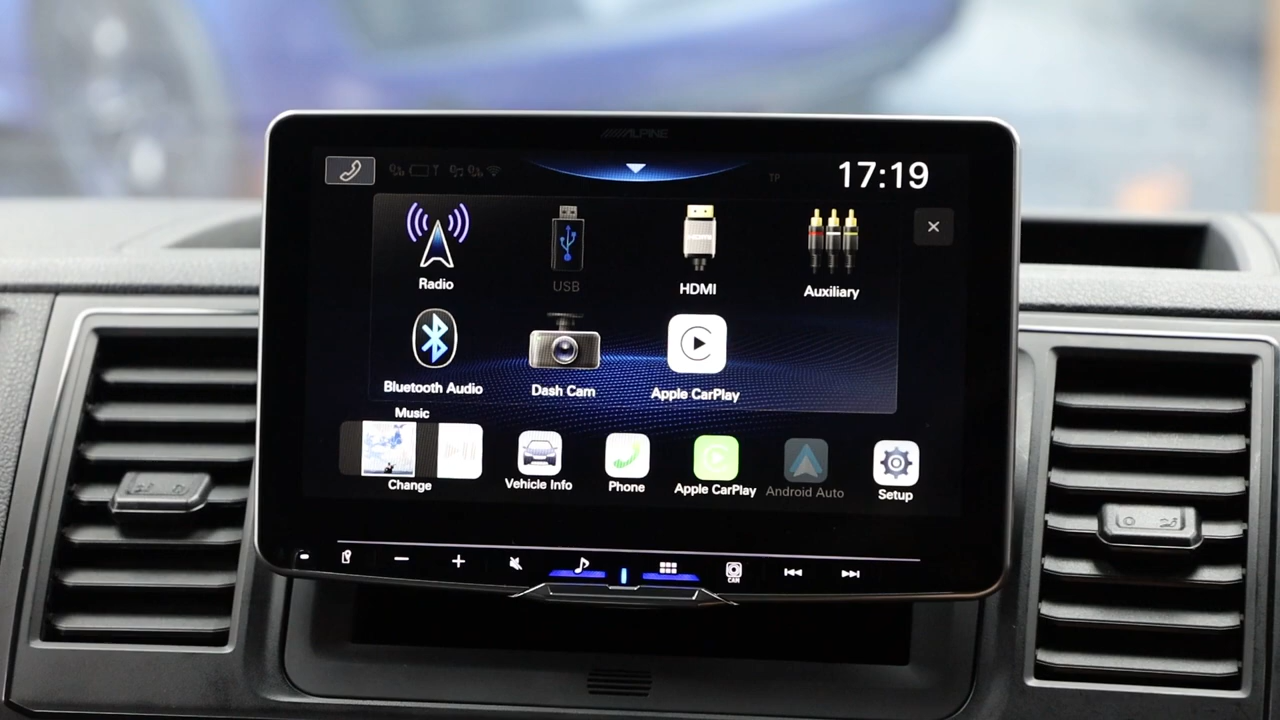 ALPINE
TP
17:19
Radio
USB
HDMI
Auxiliary
Bluetooth Audio
Dash Cam
Apple CarPlay
Music
Change
Vehicle Info
Phone
Apple CarPlay
Android Auto
Setup
CAM